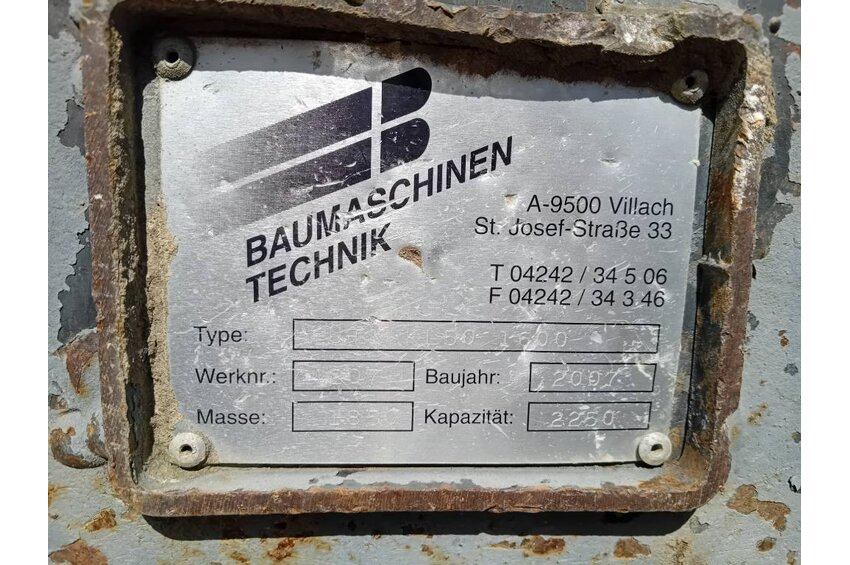 BAUMASCHINEN
TECHNIK
A-9500 Villach
St. Josef-Straße 33
T 04242 / 34 5 06
F 04242 / 34 3 46
Type:
Werknr.: Baujahr: 2007
Masse: Kapazität: 2250